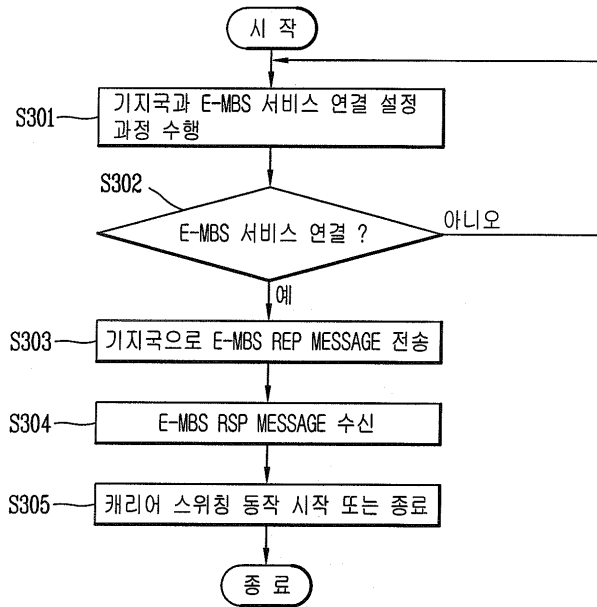 시 작
S301
기지국과 E-MBS 서비스 연결 설정
과정 수행
S302
E-MBS 서비스 연결 ?
아니오
예
S303
기지국으로 E-MBS REP MESSAGE 전송
S304
E-MBS RSP MESSAGE 수신
S305
캐리어 스위칭 동작 시작 또는 종료
종 료